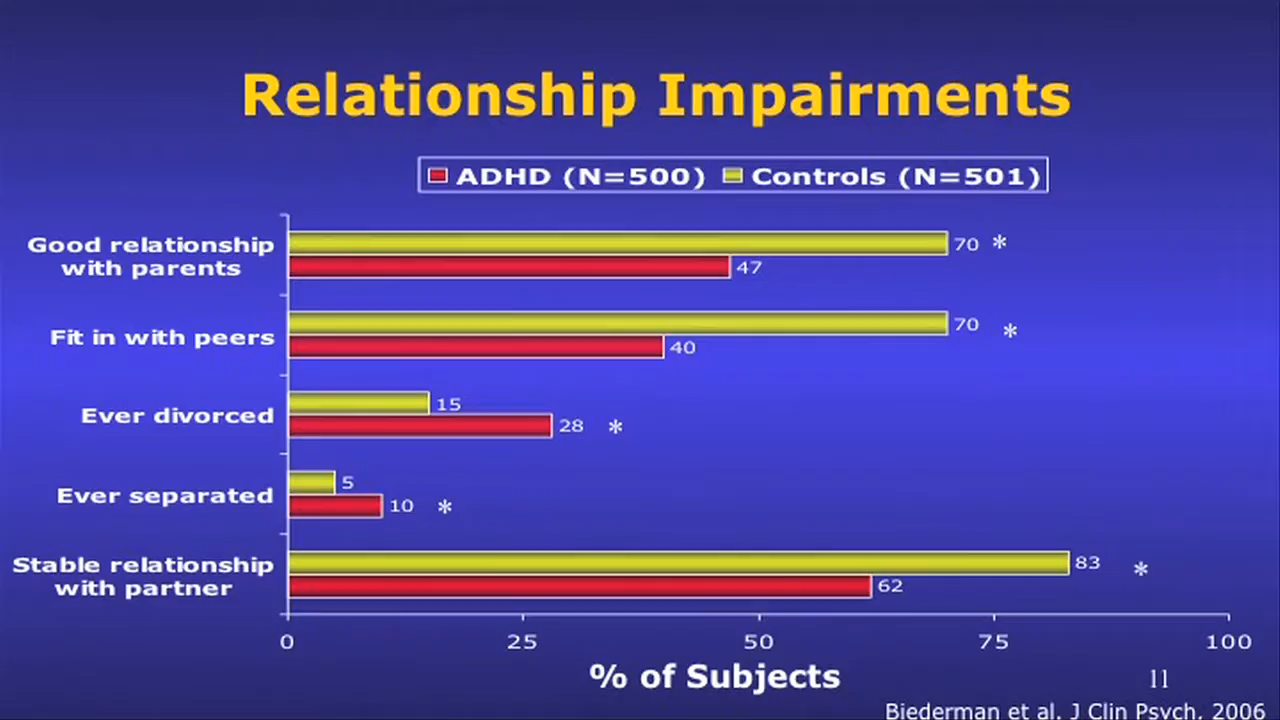 Relationship Impairments
ADHD (N=500) Controls (N=501)
Good relationship
with parents
70 *
47
Fit in with peers
70 *
40
Ever divorced
15
28 *
Ever separated
5
10 *
Stable relationship
with partner
83 *
62
0 25 50 75 100
% of Subjects
11
Biederman et al. J Clin Psych, 2006